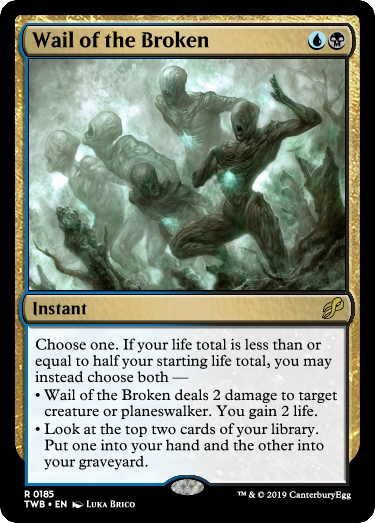 Wail of the Broken
Instant
Choose one. If your life total is less than or
equal to half your starting life total, you may
instead choose both —
• Wail of the Broken deals 2 damage to target
creature or planeswalker. You gain 2 life.
• Look at the top two cards of your library.
Put one into your hand and the other into
your graveyard.
R 0185
TWB • EN Luka Brico
™ & © 2019 CanterburyEgg